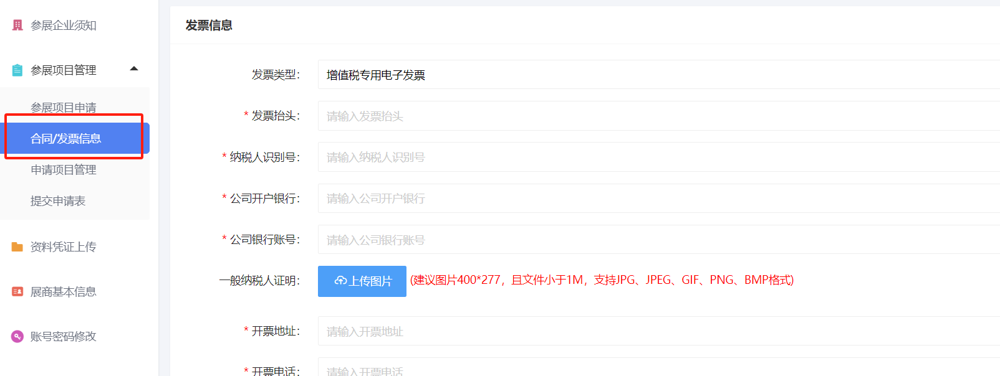 参展企业须知
参展项目管理
参展项目申请
合同/发票信息
申请项目管理
提交申请表
资料凭证上传
展商基本信息
账号密码修改
发票信息
发票类型: 增值税专用电子发票
* 发票抬头: 请输入发票抬头
* 纳税人识别号: 请输入纳税人识别号
* 公司开户银行: 请输入公司开户银行
* 公司银行账号: 请输入公司银行账号
一般纳税人证明: 上传图片 (建议图片400*277，且文件小于1M，支持JPG、JPEG、GIF、PNG、BMP格式)
* 开票地址: 请输入开票地址
* 开票电话: 请输入开票电话